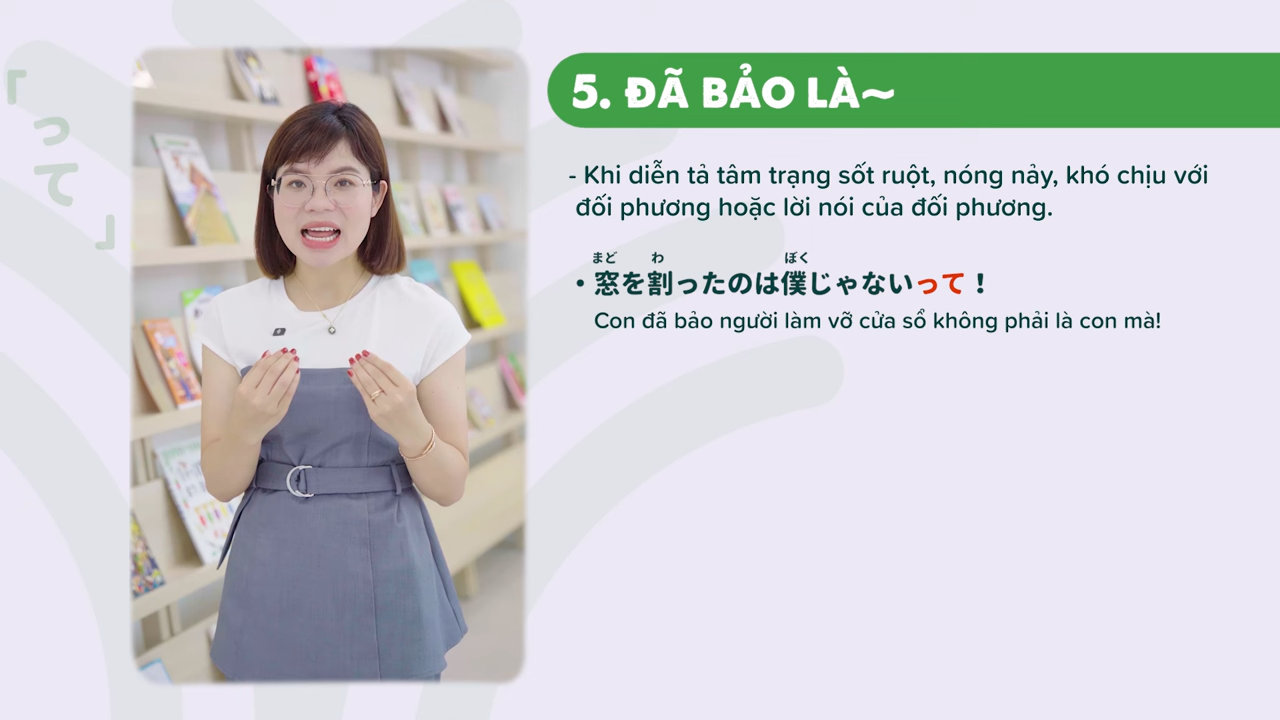 「って」
5. ĐÃ BẢO LÀ~
- Khi diễn tả tâm trạng sốt ruột, nóng nảy, khó chịu với
đối phương hoặc lời nói của đối phương.
まど わ ぼく
• 窓を割ったのは僕じゃないって！
Con đã bảo người làm vỡ cửa sổ không phải là con mà!